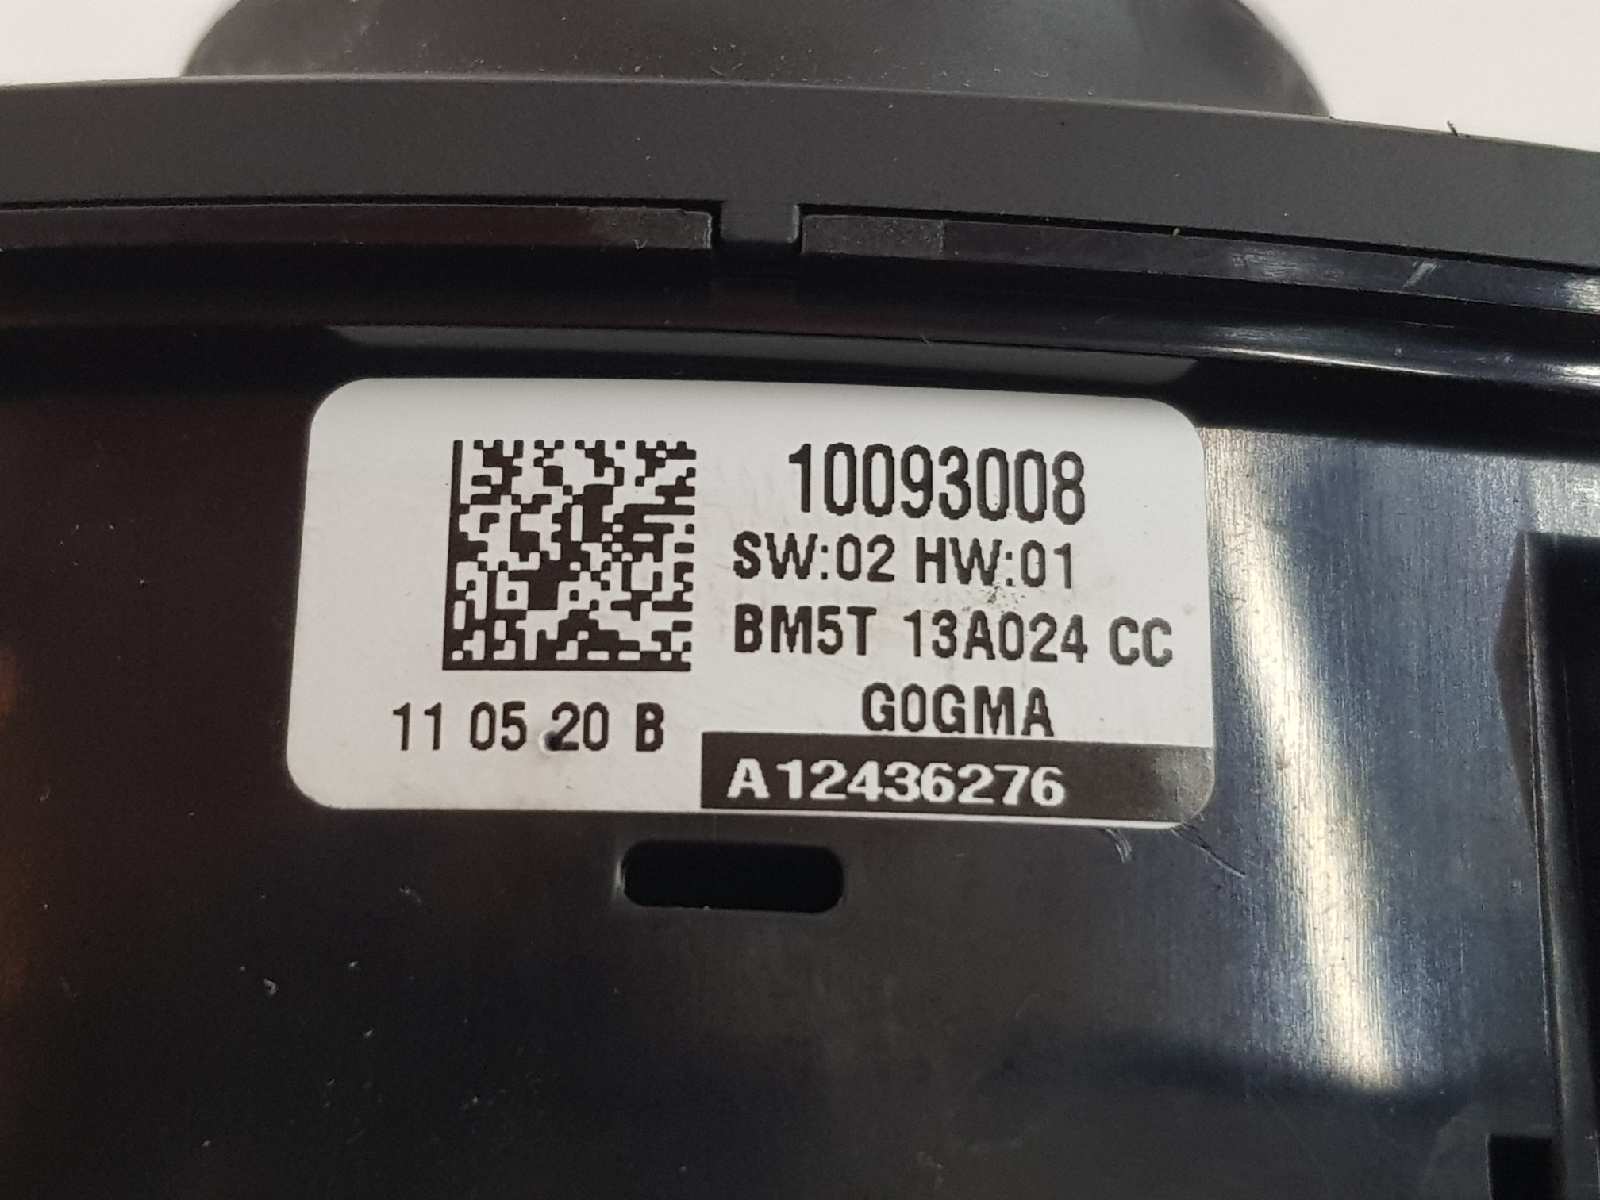 10093008
SW:02 HW:01
BM5T 13A024 CC
G0GMA
11 05 20 B
A12436276